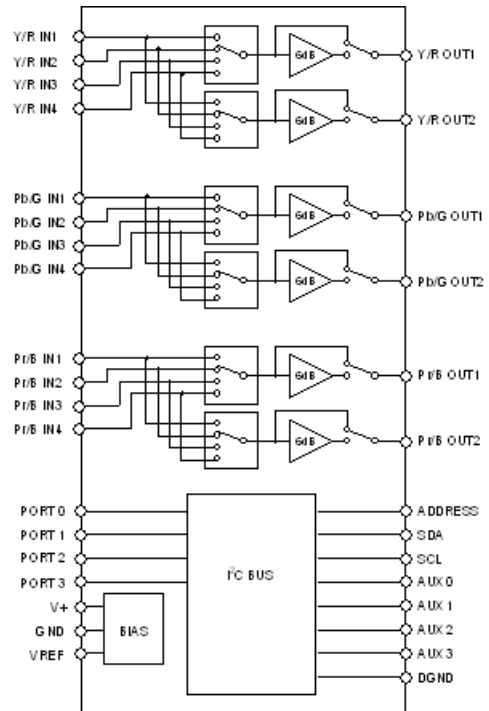 Y/R IN1
Y/R IN2
Y/R IN3
Y/R IN4
6dB
Y/R OUT1
6dB
Y/R OUT2
Pb/G IN1
Pb/G IN2
Pb/G IN3
Pb/G IN4
6dB
Pb/G OUT1
6dB
Pb/G OUT2
Pr/B IN1
Pr/B IN2
Pr/B IN3
Pr/B IN4
6dB
Pr/B OUT1
6dB
Pr/B OUT2
PORT 0
PORT 1
PORT 2
PORT 3
V+
GND
VREF
BIAS
I²C BUS
ADDRESS
SDA
SCL
AUX 0
AUX 1
AUX 2
AUX 3
DGND